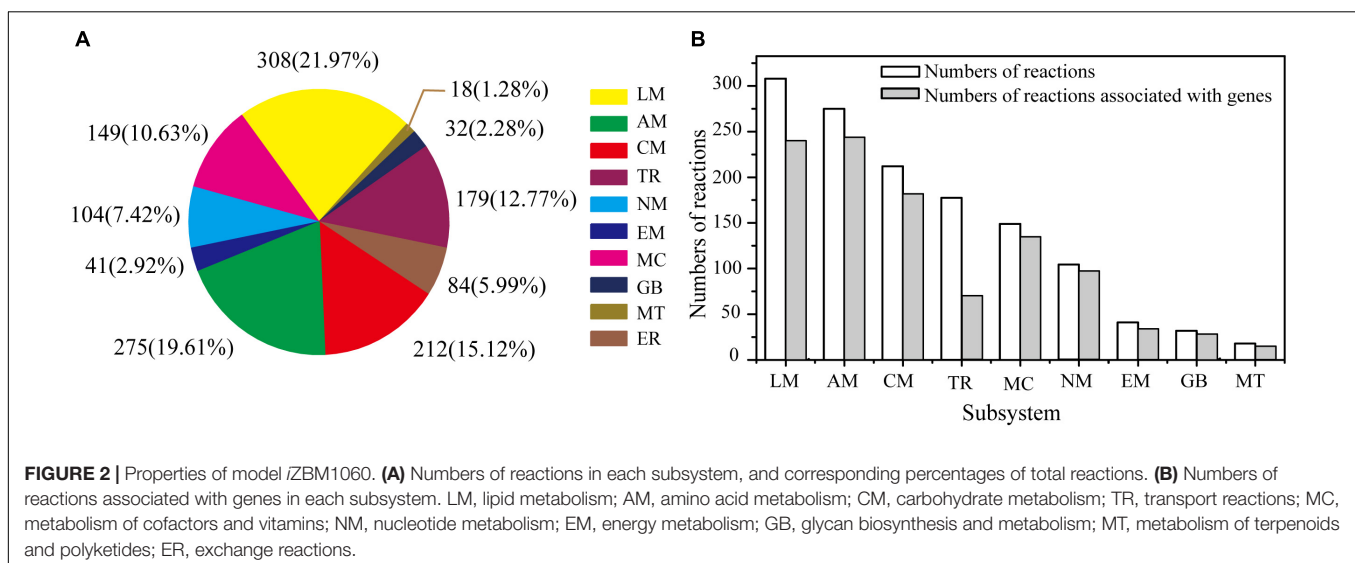 A
308(21.97%)
18(1.28%)
32(2.28%)
149(10.63%)
179(12.77%)
104(7.42%)
41(2.92%)
84(5.99%)
275(19.61%)
212(15.12%)
LM
AM
CM
TR
NM
EM
MC
GB
MT
ER
B
Numbers of reactions
Numbers of reactions associated with genes
Numbers of reactions
300
250
200
150
100
50
0
LM AM CM TR MC NM EM GB MT
Subsystem
FIGURE 2 | Properties of model iZBM1060. (A) Numbers of reactions in each subsystem, and corresponding percentages of total reactions. (B) Numbers of
reactions associated with genes in each subsystem. LM, lipid metabolism; AM, amino acid metabolism; CM, carbohydrate metabolism; TR, transport reactions; MC,
metabolism of cofactors and vitamins; NM, nucleotide metabolism; EM, energy metabolism; GB, glycan biosynthesis and metabolism; MT, metabolism of terpenoids
and polyketides; ER, exchange reactions.